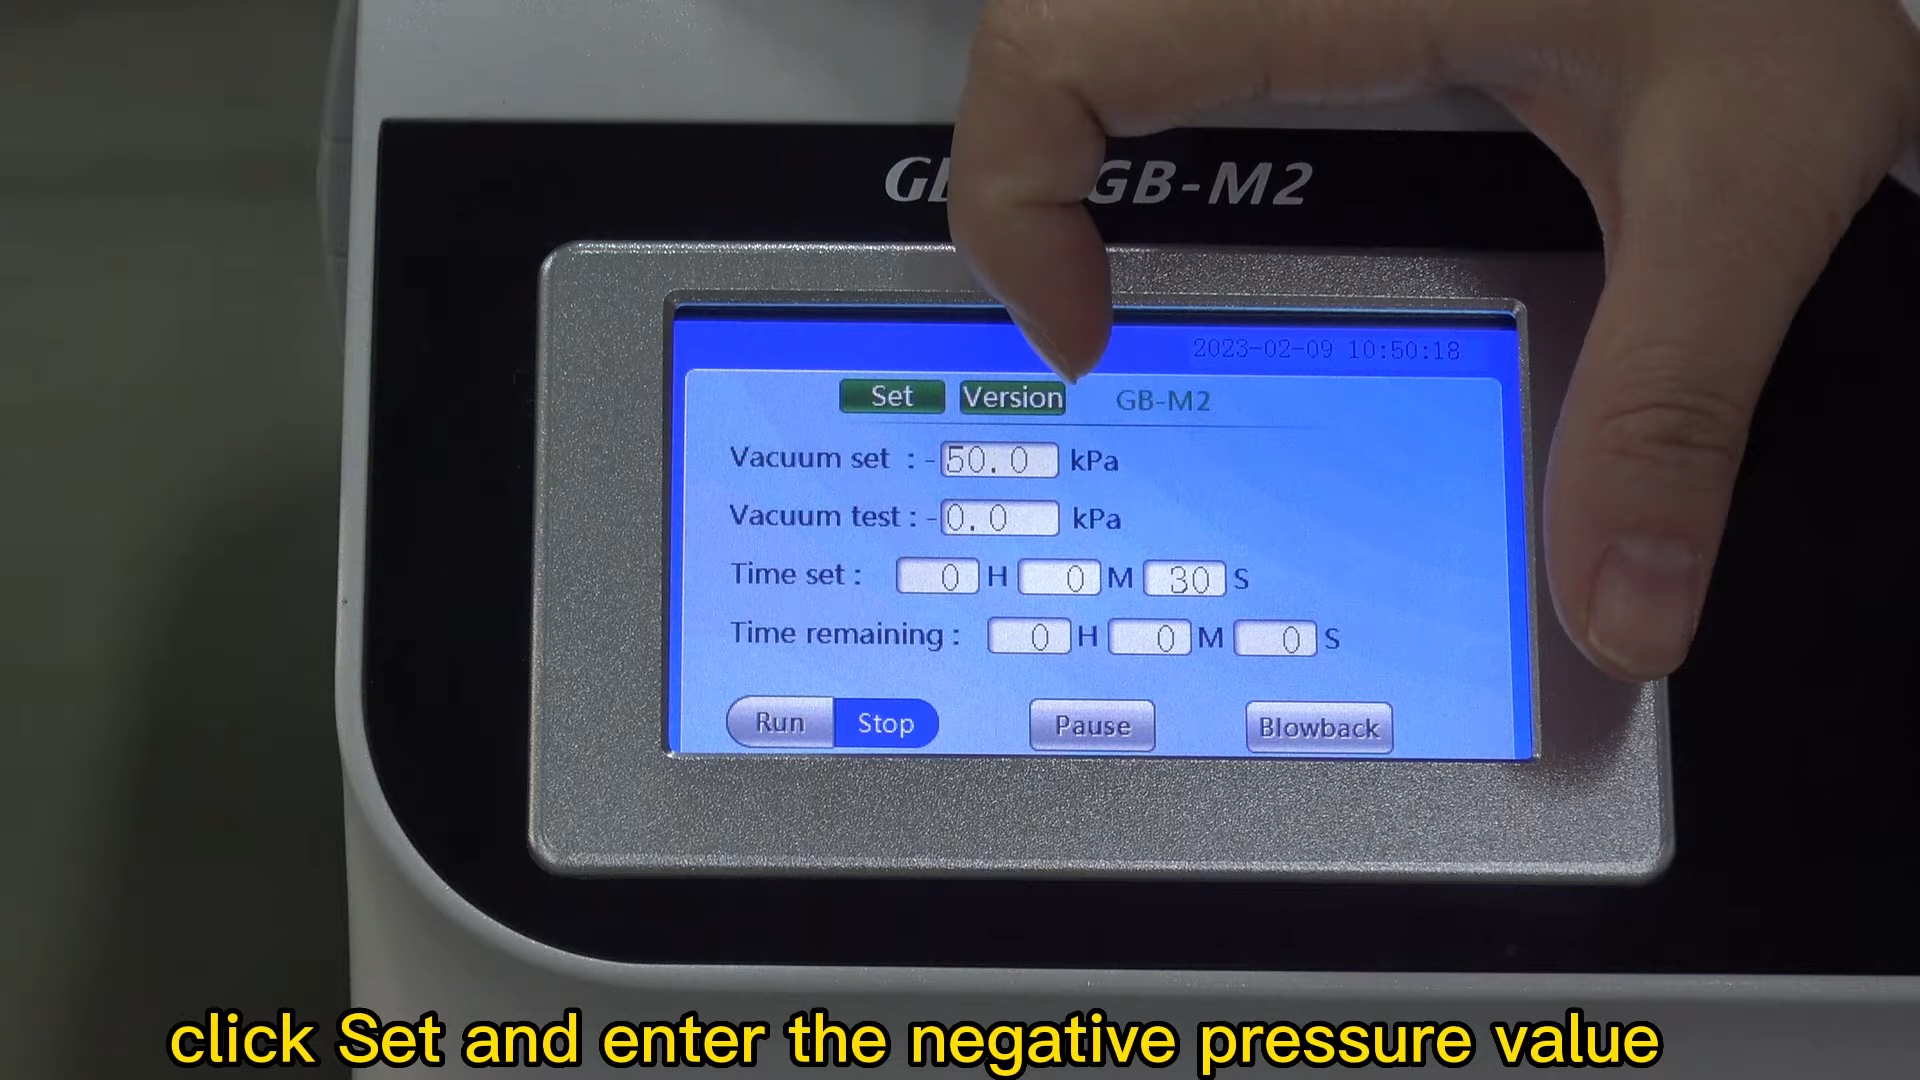 GB-M2
2023-02-09 10:50:18
Set Version GB-M2
Vacuum set : -50.0 kPa
Vacuum test : -0.0 kPa
Time set : 0 H 0 M 30 S
Time remaining : 0 H 0 M 0 S
Run Stop Pause Blowback
click Set and enter the negative pressure value